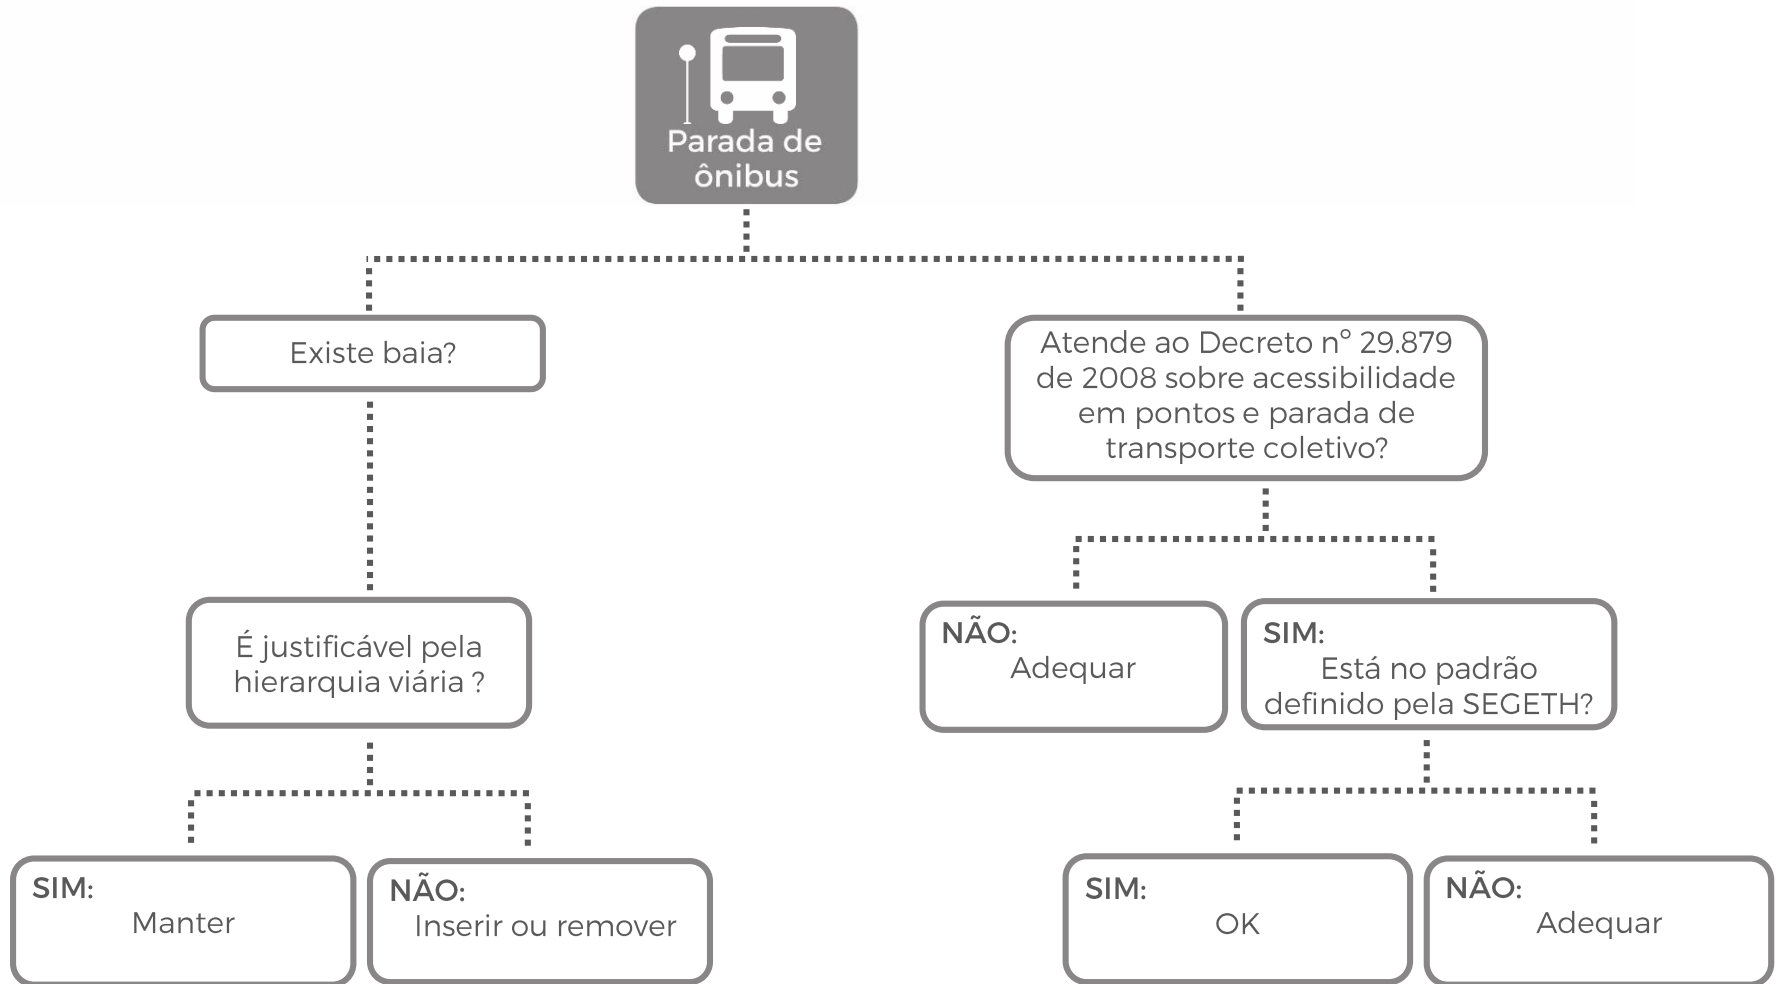 Parada de
ônibus
Existe baia?
Atende ao Decreto nº 29.879
de 2008 sobre acessibilidade
em pontos e parada de
transporte coletivo?
É justificável pela
hierarquia viária ?
NÃO:
Adequar
SIM:
Está no padrão
definido pela SEGETH?
SIM:
Manter
NÃO:
Inserir ou remover
SIM:
OK
NÃO:
Adequar